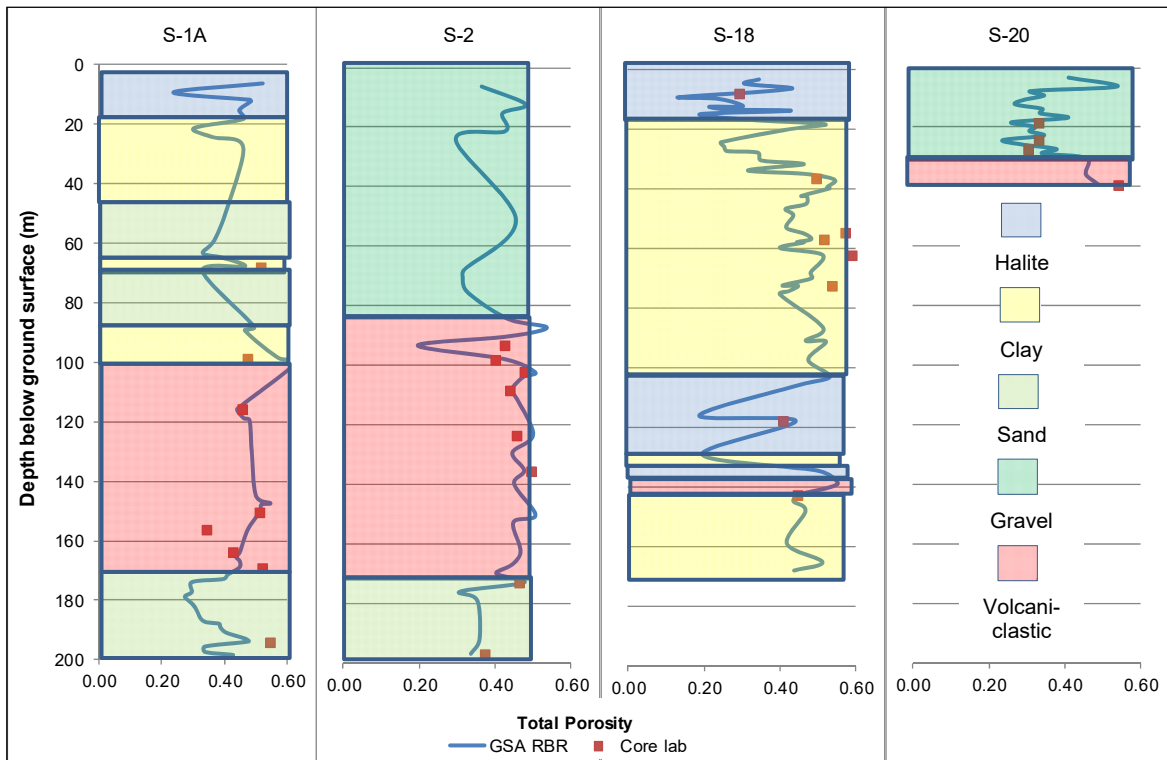 S-1A
S-2
S-18
S-20
Depth below ground surface (m)
0
20
40
60
80
100
120
140
160
180
200
0.00 0.20 0.40 0.60
0.00 0.20 0.40 0.60
0.00 0.20 0.40 0.60
0.00 0.20 0.40 0.60
Halite
Clay
Sand
Gravel
Volcani-
clastic
Total Porosity
GSA RBR
Core lab